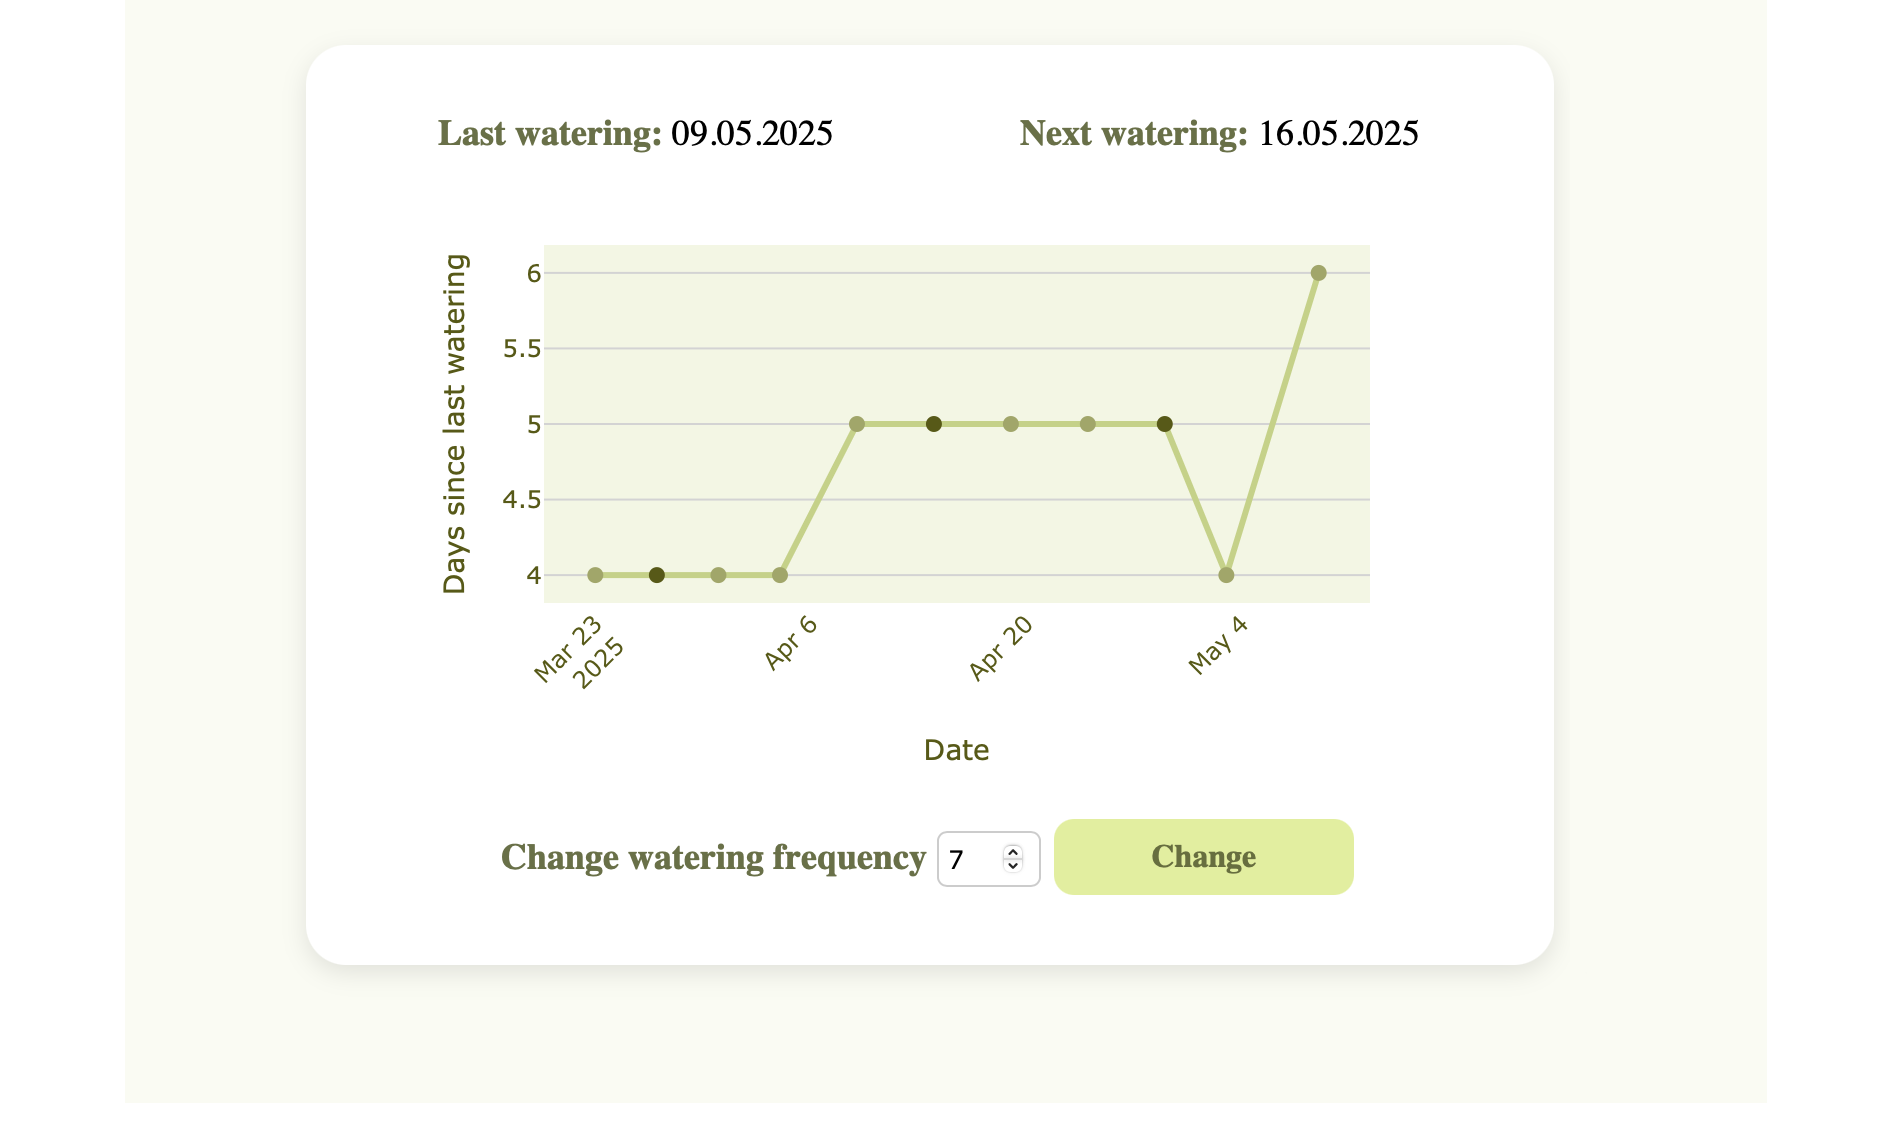 Last watering: 09.05.2025
Next watering: 16.05.2025
Days since last watering
6
5.5
5
4.5
4
Mar 23
2025
Apr 6
Apr 20
May 4
Date
Change watering frequency 7 Change